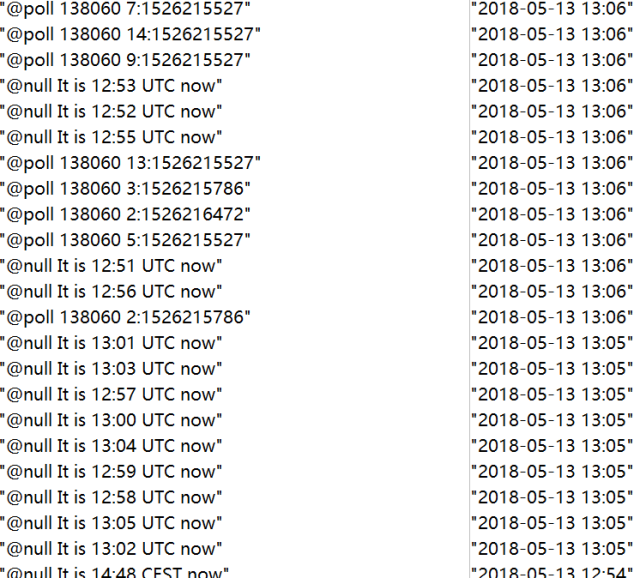 "@poll 138060 7:1526215527" "2018-05-13 13:06"
"@poll 138060 14:1526215527" "2018-05-13 13:06"
"@poll 138060 9:1526215527" "2018-05-13 13:06"
"@null It is 12:53 UTC now" "2018-05-13 13:06"
"@null It is 12:52 UTC now" "2018-05-13 13:06"
"@null It is 12:55 UTC now" "2018-05-13 13:06"
"@poll 138060 13:1526215527" "2018-05-13 13:06"
"@poll 138060 3:1526215786" "2018-05-13 13:06"
"@poll 138060 2:1526216472" "2018-05-13 13:06"
"@poll 138060 5:1526215527" "2018-05-13 13:06"
"@null It is 12:51 UTC now" "2018-05-13 13:06"
"@null It is 12:56 UTC now" "2018-05-13 13:06"
"@poll 138060 2:1526215786" "2018-05-13 13:06"
"@null It is 13:01 UTC now" "2018-05-13 13:05"
"@null It is 13:03 UTC now" "2018-05-13 13:05"
"@null It is 12:57 UTC now" "2018-05-13 13:05"
"@null It is 13:00 UTC now" "2018-05-13 13:05"
"@null It is 13:04 UTC now" "2018-05-13 13:05"
"@null It is 12:59 UTC now" "2018-05-13 13:05"
"@null It is 12:58 UTC now" "2018-05-13 13:05"
"@null It is 13:05 UTC now" "2018-05-13 13:05"
"@null It is 13:02 UTC now" "2018-05-13 13:05"
"@null It is 14:48 CEST now" "2018-05-13 12:54"